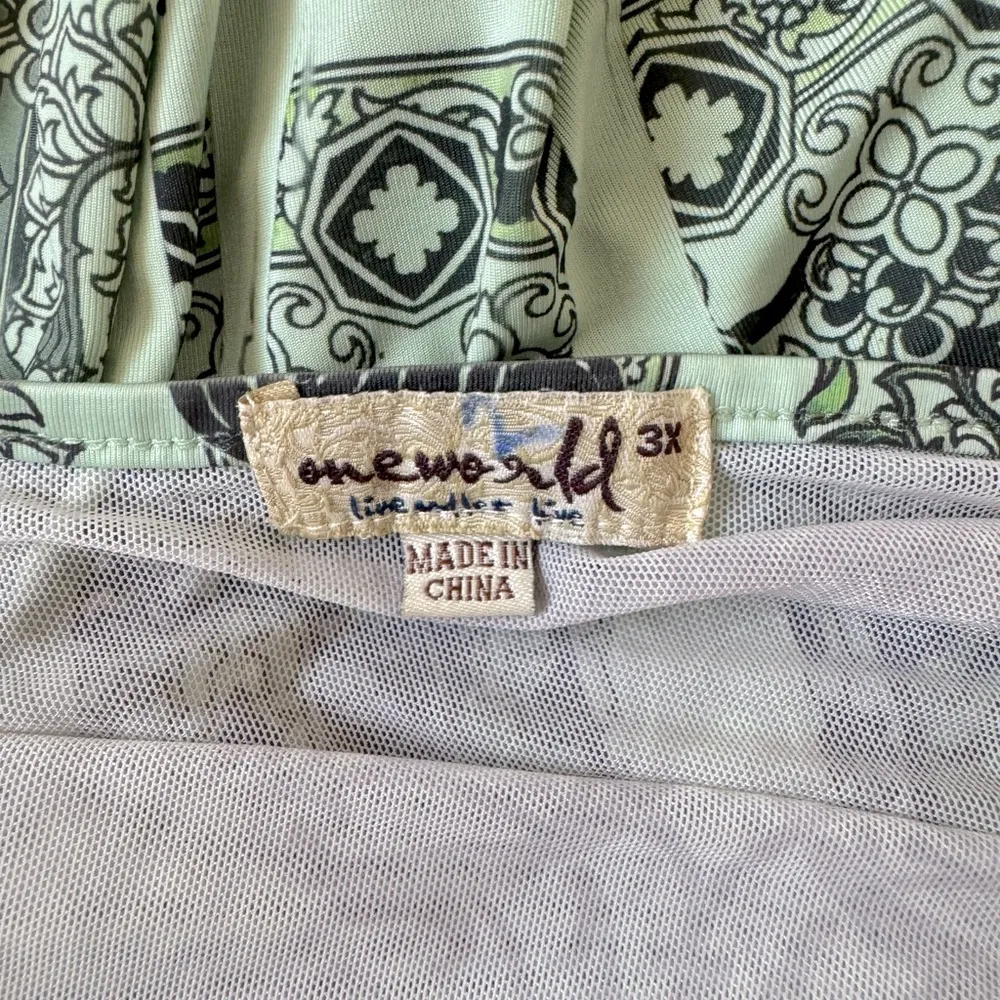 oneworld 3X
live and let live
MADE IN
CHINA